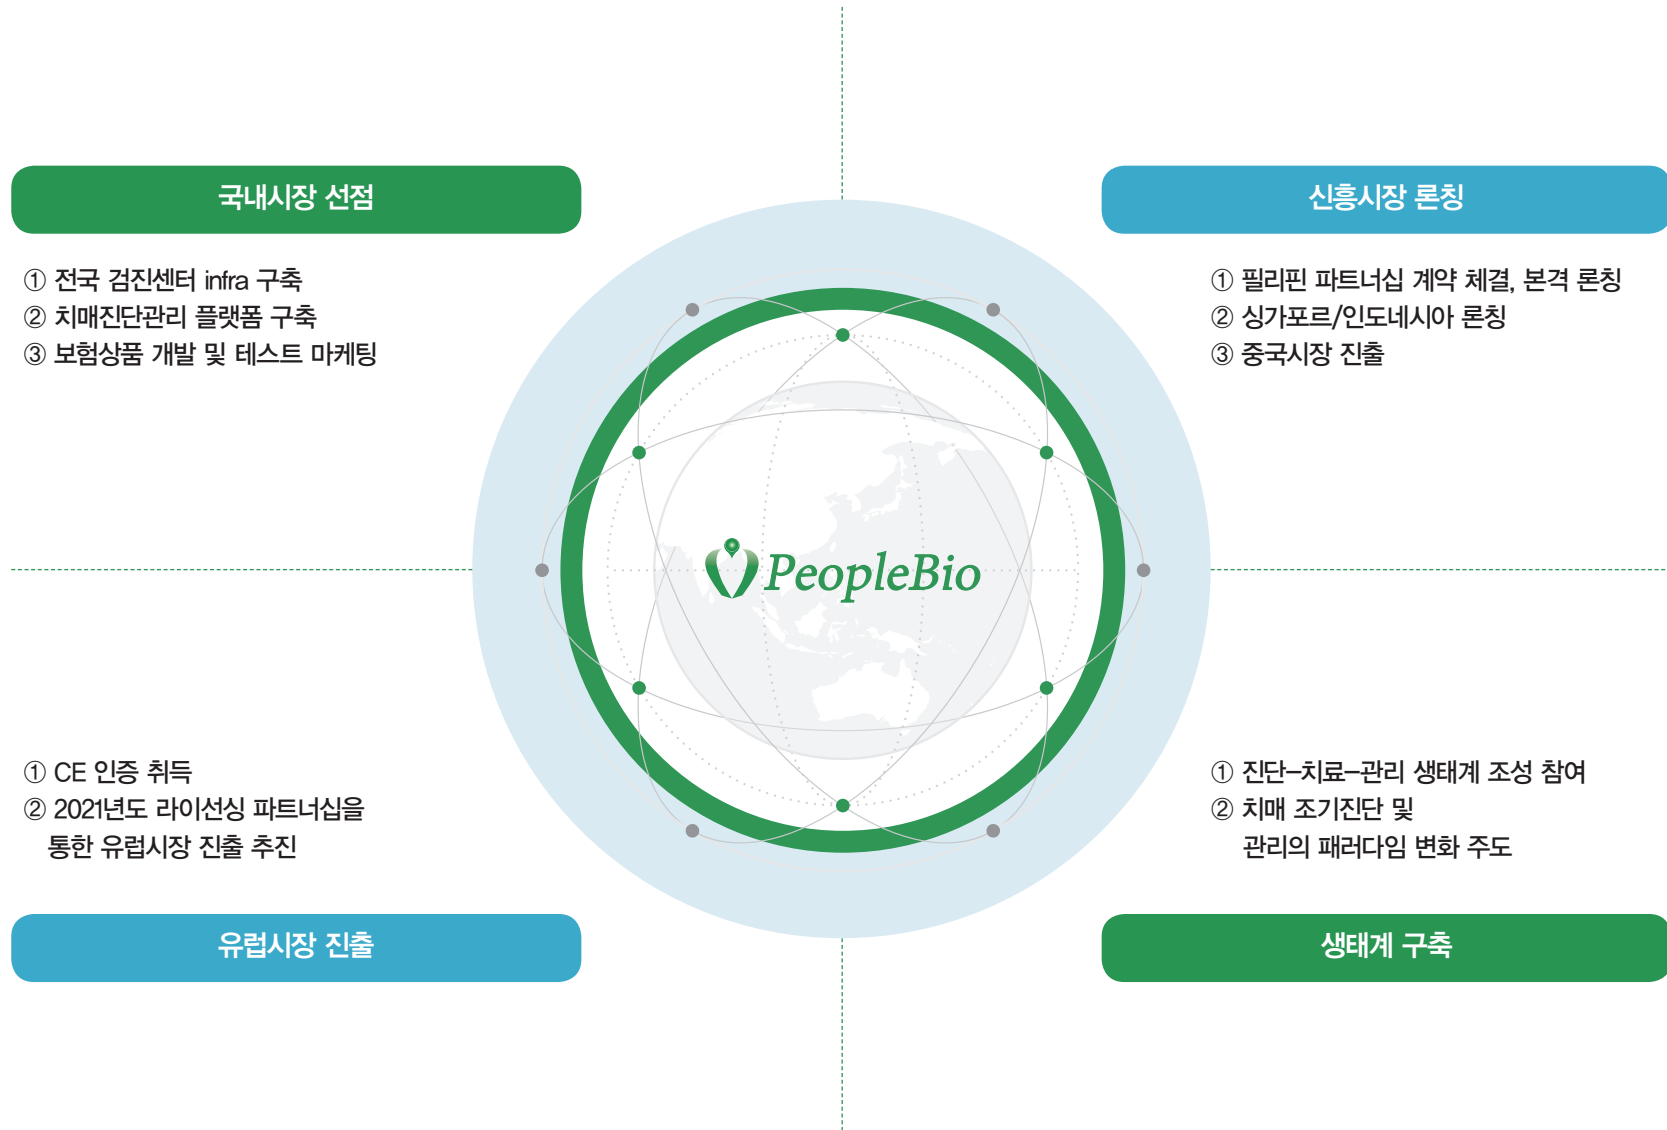 국내시장 선점
① 전국 검진센터 infra 구축
② 치매진단관리 플랫폼 구축
③ 보험상품 개발 및 테스트 마케팅
신흥시장 론칭
① 필리핀 파트너십 계약 체결, 본격 론칭
② 싱가포르/인도네시아 론칭
③ 중국시장 진출
PeopleBio
① CE 인증 취득
② 2021년도 라이선싱 파트너십을
통한 유럽시장 진출 추진
유럽시장 진출
① 진단-치료-관리 생태계 조성 참여
② 치매 조기진단 및
관리의 패러다임 변화 주도
생태계 구축